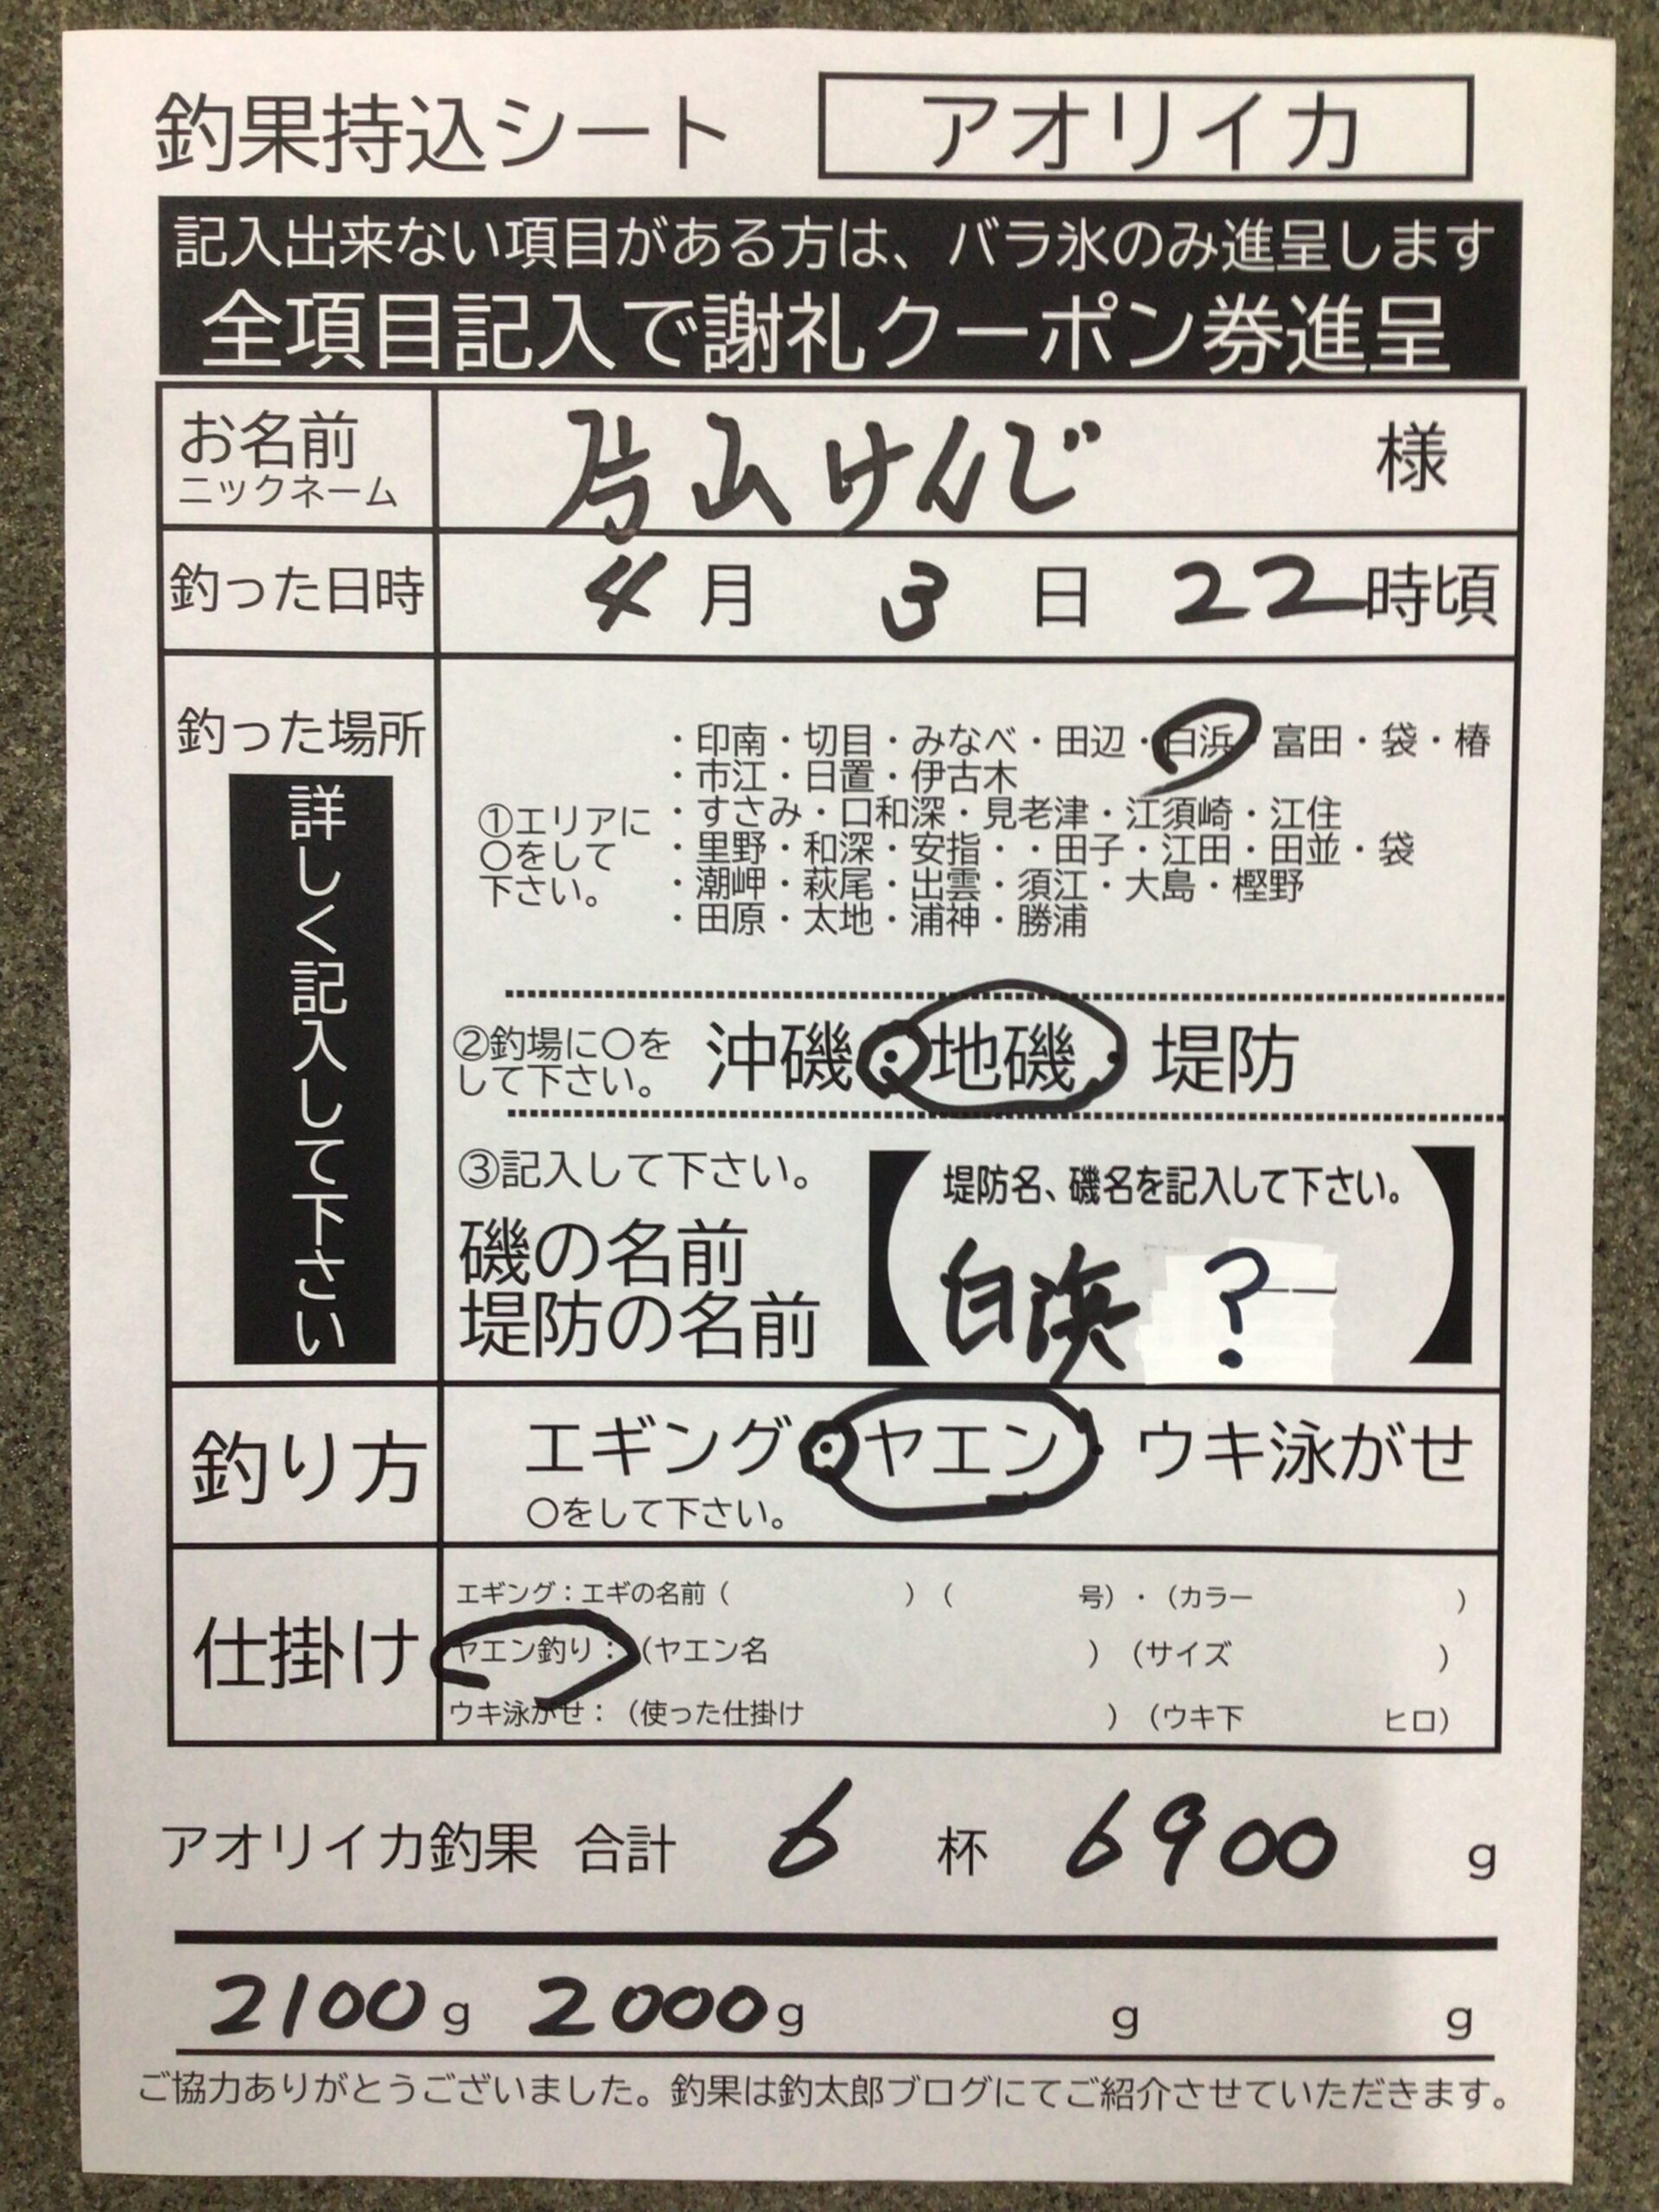 釣果持込シート アオリイカ
記入出来ない項目がある方は、バラ氷のみ進呈します
全項目記入で謝礼クーポン券進呈
お名前
ニックネーム
片山けんじ 様
釣った日時 4月 3日 22時頃
釣った場所
詳しく記入して下さい
①エリアに
○をして
下さい。
・印南・切目・みなべ・田辺・白浜・富田・袋・椿
・市江・日置・伊古木
・すさみ・口和深・見老津・江須崎・江住
・里野・和深・安指・・田子・江田・田並・袋
・潮岬・萩尾・出雲・須江・大島・樫野
・田原・太地・浦神・勝浦
②釣場に○を
して下さい。
沖磯・地磯・堤防
③記入して下さい。
磯の名前
堤防の名前
【堤防名、磯名を記入して下さい。
白浜 ?】
釣り方 エギング・ヤエン・ウキ泳がせ
○をして下さい。
仕掛け
エギング：エギの名前（ ）（ 号）・（カラー ）
ヤエン釣り：（ヤエン名 ）（サイズ ）
ウキ泳がせ：（使った仕掛け ）（ウキ下 ヒロ）
アオリイカ釣果 合計 6 杯 6900 g
2100g 2000g g g
ご協力ありがとうございました。釣果は釣太郎ブログにてご紹介させていただきます。